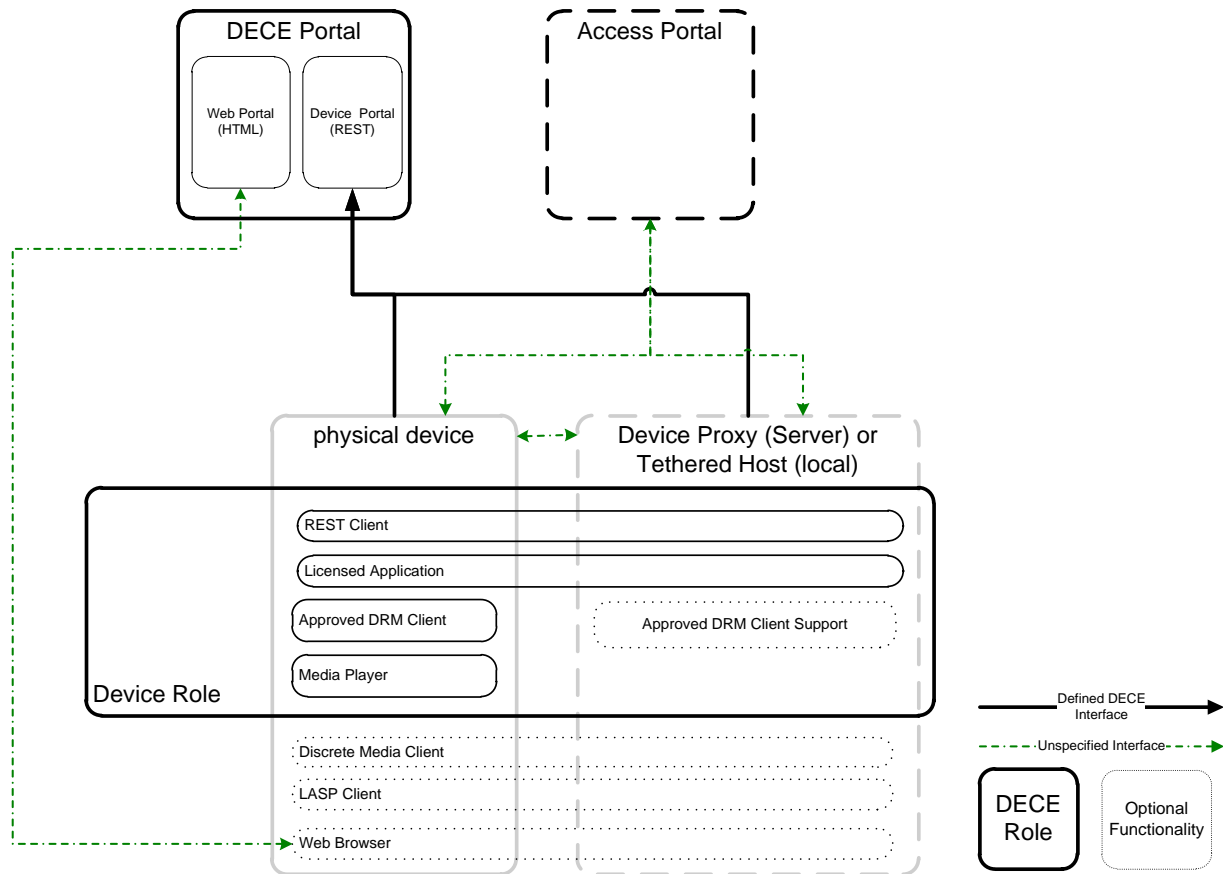 DECE Portal
Access Portal
Web Portal
(HTML)
Device Portal
(REST)
physical device
Device Proxy (Server) or
Tethered Host (local)
REST Client
Licensed Application
Approved DRM Client
Approved DRM Client Support
Media Player
Device Role
Discrete Media Client
LASP Client
Web Browser
Defined DECE
Interface
Unspecified Interface
DECE
Role
Optional
Functionality